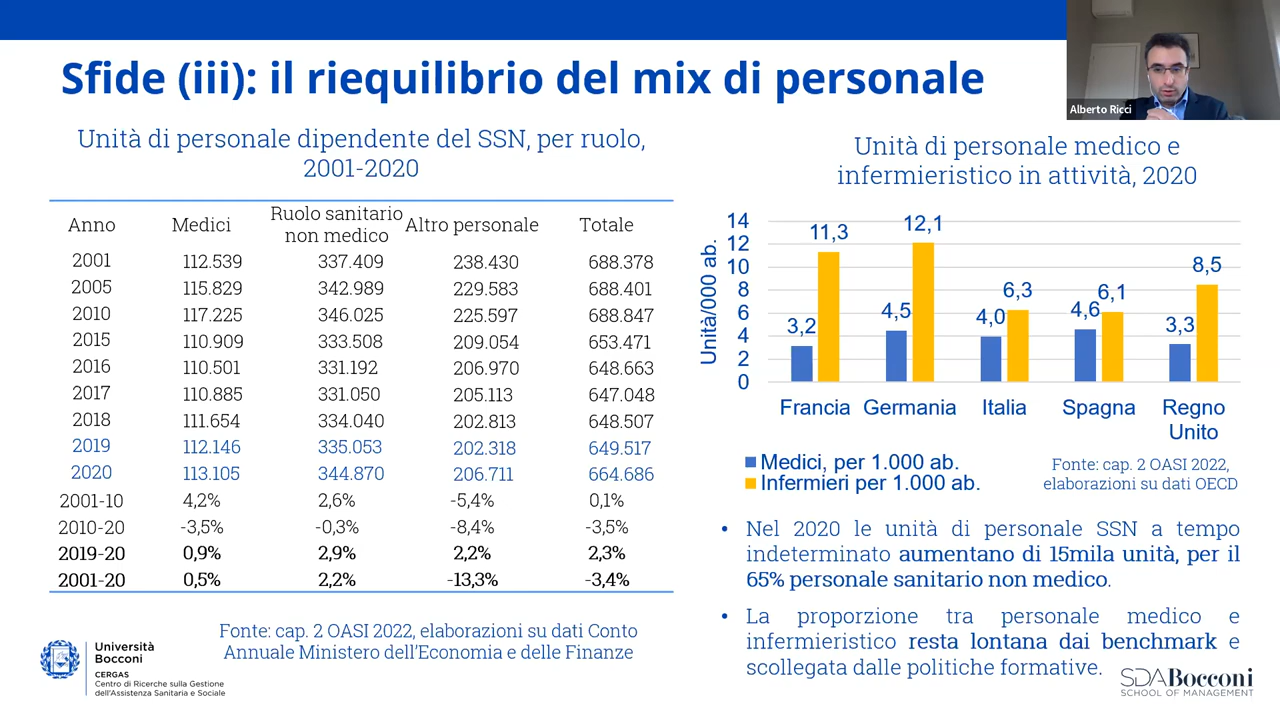 Sfide (iii): il riequilibrio del mix di personale
Alberto Ricci
Unità di personale dipendente del SSN, per ruolo,
2001-2020
Anno Medici Ruolo sanitario non medico Altro personale Totale
2001 112.539 337.409 238.430 688.378
2005 115.829 342.989 229.583 688.401
2010 117.225 346.025 225.597 688.847
2015 110.909 333.508 209.054 653.471
2016 110.501 331.192 206.970 648.663
2017 110.885 331.050 205.113 647.048
2018 111.654 334.040 202.813 648.507
2019 112.146 335.053 202.318 649.517
2020 113.105 344.870 206.711 664.686
2001-10 4,2% 2,6% -5,4% 0,1%
2010-20 -3,5% -0,3% -8,4% -3,5%
2019-20 0,9% 2,9% 2,2% 2,3%
2001-20 0,5% 2,2% -13,3% -3,4%
Fonte: cap. 2 OASI 2022, elaborazioni su dati Conto
Annuale Ministero dell'Economia e delle Finanze
Università
Bocconi
CERGAS
Centro di Ricerche sulla Gestione
dell'Assistenza Sanitaria e Sociale
Unità di personale medico e
infermieristico in attività, 2020
Unità/000 ab.
14
12
10
8
6
4
2
0
3,2 11,3
4,5 12,1
4,0 6,3
4,6 6,1
3,3 8,5
Francia Germania Italia Spagna Regno
Unito
Medici, per 1.000 ab.
Infermieri per 1.000 ab.
Fonte: cap. 2 OASI 2022,
elaborazioni su dati OECD
• Nel 2020 le unità di personale SSN a tempo
indeterminato aumentano di 15mila unità, per il
65% personale sanitario non medico.
• La proporzione tra personale medico e
infermieristico resta lontana dai benchmark e
scollegata dalle politiche formative.
SDA Bocconi
SCHOOL OF MANAGEMENT